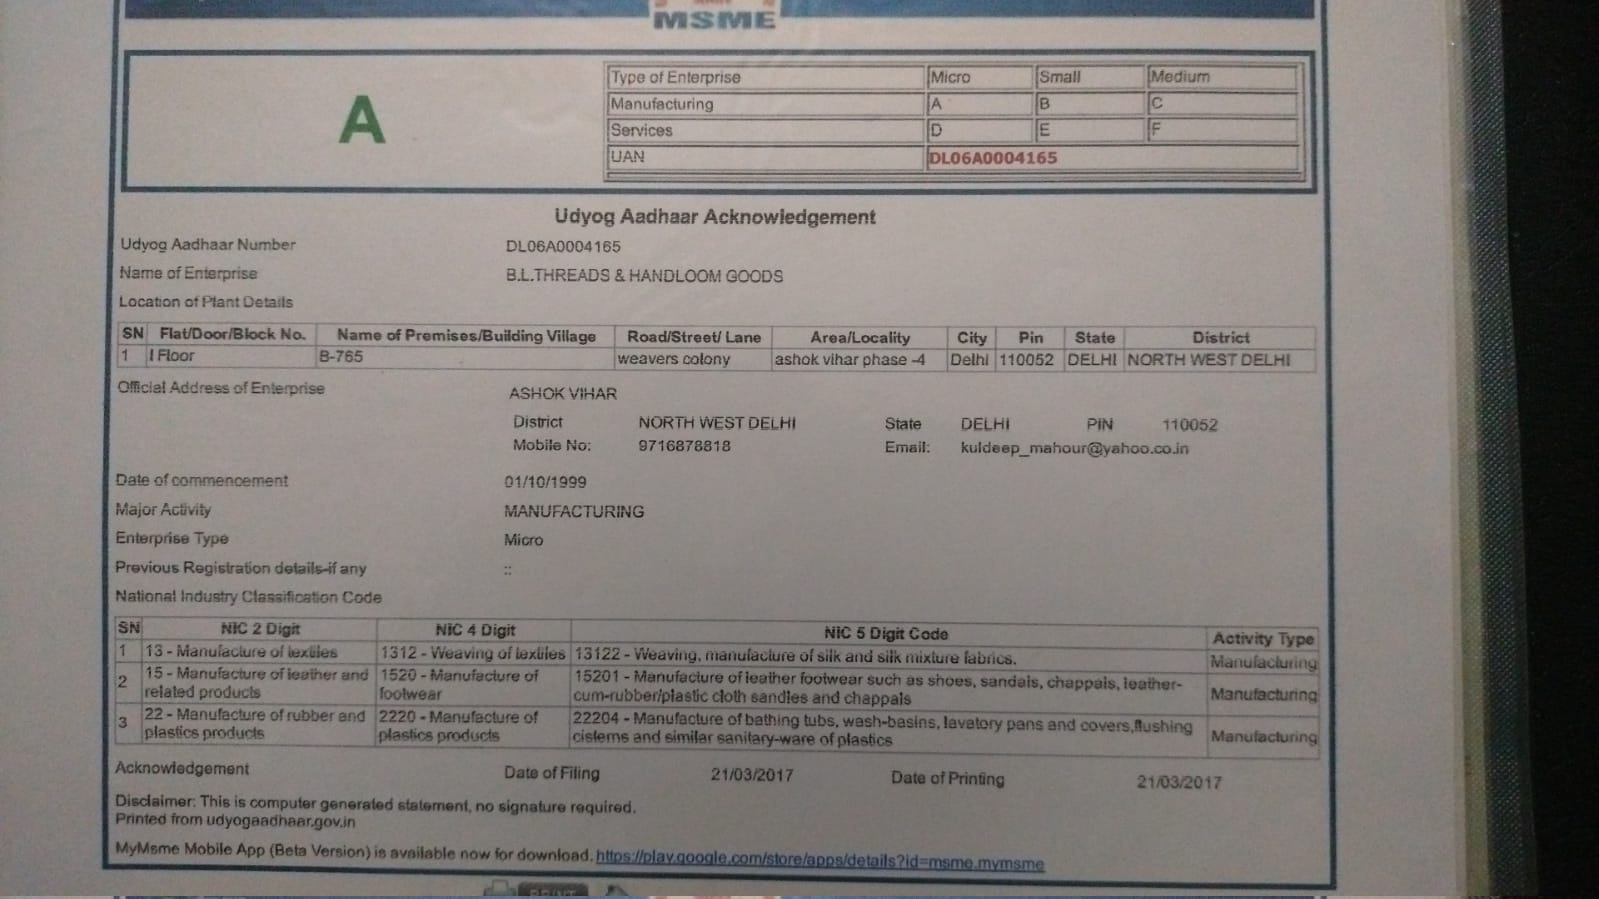 MSME
A
Type of Enterprise Micro Small Medium
Manufacturing A B C
Services D E F
UAN DL06A0004165
Udyog Aadhaar Acknowledgement
Udyog Aadhaar Number DL06A0004165
Name of Enterprise B.L.THREADS & HANDLOOM GOODS
Location of Plant Details
SN Flat/Door/Block No. Name of Premises/Building Village Road/Street/ Lane Area/Locality City Pin State District
1 I Floor B-765 weavers colony ashok vihar phase -4 Delhi 110052 DELHI NORTH WEST DELHI
Official Address of Enterprise ASHOK VIHAR
District NORTH WEST DELHI State DELHI PIN 110052
Mobile No: 9716878818 Email: kuldeep_mahour@yahoo.co.in
Date of commencement 01/10/1999
Major Activity MANUFACTURING
Enterprise Type Micro
Previous Registration details-if any ::
National Industry Classification Code
SN NIC 2 Digit NIC 4 Digit NIC 5 Digit Code Activity Type
1 13 - Manufacture of textiles 1312 - Weaving of textiles 13122 - Weaving, manufacture of silk and silk mixture fabrics. Manufacturing
2 15 - Manufacture of leather and 1520 - Manufacture of 15201 - Manufacture of leather footwear such as shoes, sandals, chappals, leather- Manufacturing
related products footwear cum-rubber/plastic cloth sandles and chappals
3 22 - Manufacture of rubber and 2220 - Manufacture of 22204 - Manufacture of bathing tubs, wash-basins, lavatory pans and covers,flushing Manufacturing
plastics products plastics products cisterns and similar sanitary-ware of plastics
Acknowledgement Date of Filing 21/03/2017 Date of Printing 21/03/2017
Disclaimer: This is computer generated statement, no signature required.
Printed from udyogaadhaar.gov.in
MyMsme Mobile App (Beta Version) is available now for download. https://play.google.com/store/apps/details?id=msme.mymsme
PRINT